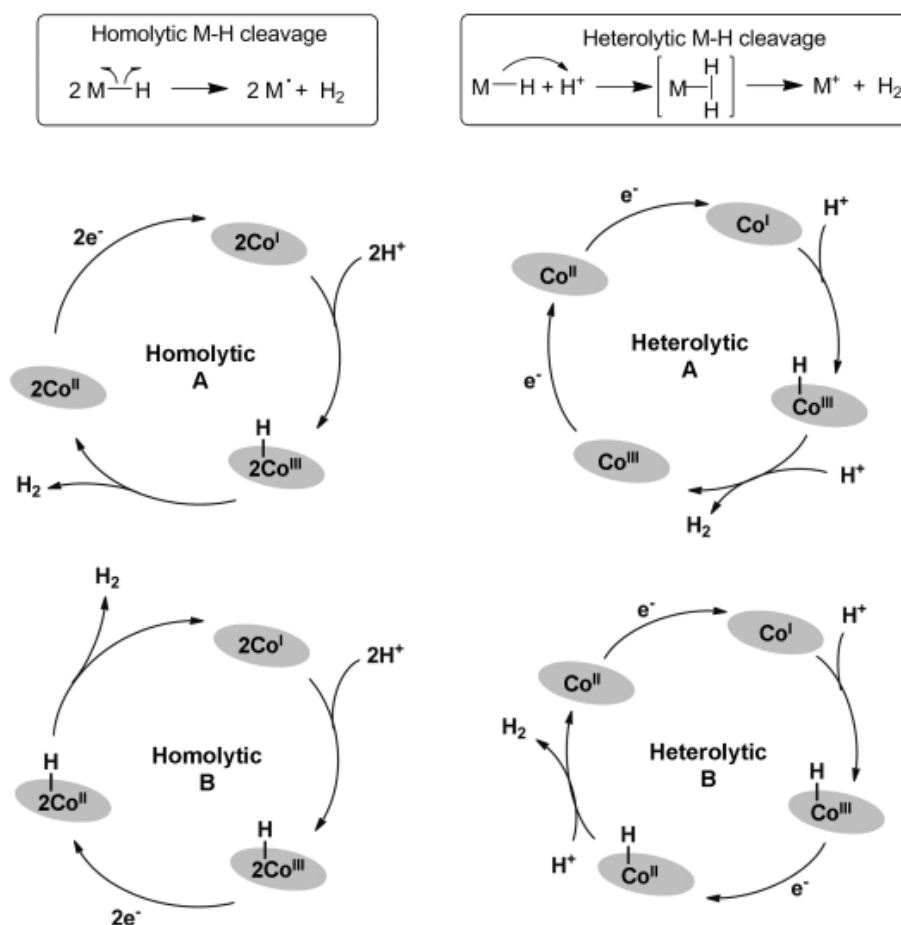 Homolytic M-H cleavage
2 M—H → 2 M• + H₂
Heterolytic M-H cleavage
M—H + H⁺ → [M—H H] → M⁺ + H₂
2e⁻
2Coᴵ
2H⁺
Homolytic
A
2Coᴵᴵ
H
2Coᴵᴵᴵ
H₂
e⁻
Coᴵ
H⁺
Coᴵᴵ
Heterolytic
A
e⁻
H
Coᴵᴵᴵ
Coᴵᴵᴵ
H⁺
H₂
H₂
2Coᴵ
2H⁺
Homolytic
B
H
2Coᴵᴵ
H
2Coᴵᴵᴵ
2e⁻
e⁻
Coᴵ
H⁺
Coᴵᴵ
H₂
Heterolytic
B
H
Coᴵᴵᴵ
H
Coᴵᴵ
H⁺
e⁻